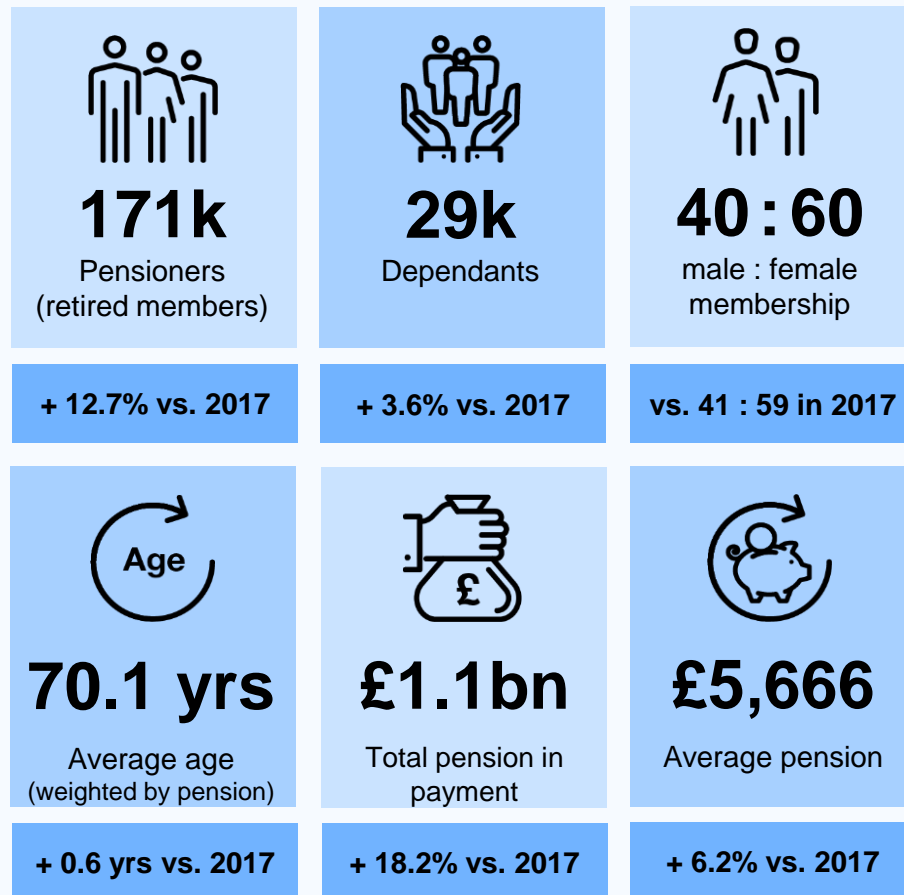 171k
Pensioners
(retired members)
+ 12.7% vs. 2017
29k
Dependants
+ 3.6% vs. 2017
40 : 60
male : female
membership
vs. 41 : 59 in 2017
Age
70.1 yrs
Average age
(weighted by pension)
+ 0.6 yrs vs. 2017
£
£1.1bn
Total pension in
payment
+ 18.2% vs. 2017
£5,666
Average pension
+ 6.2% vs. 2017